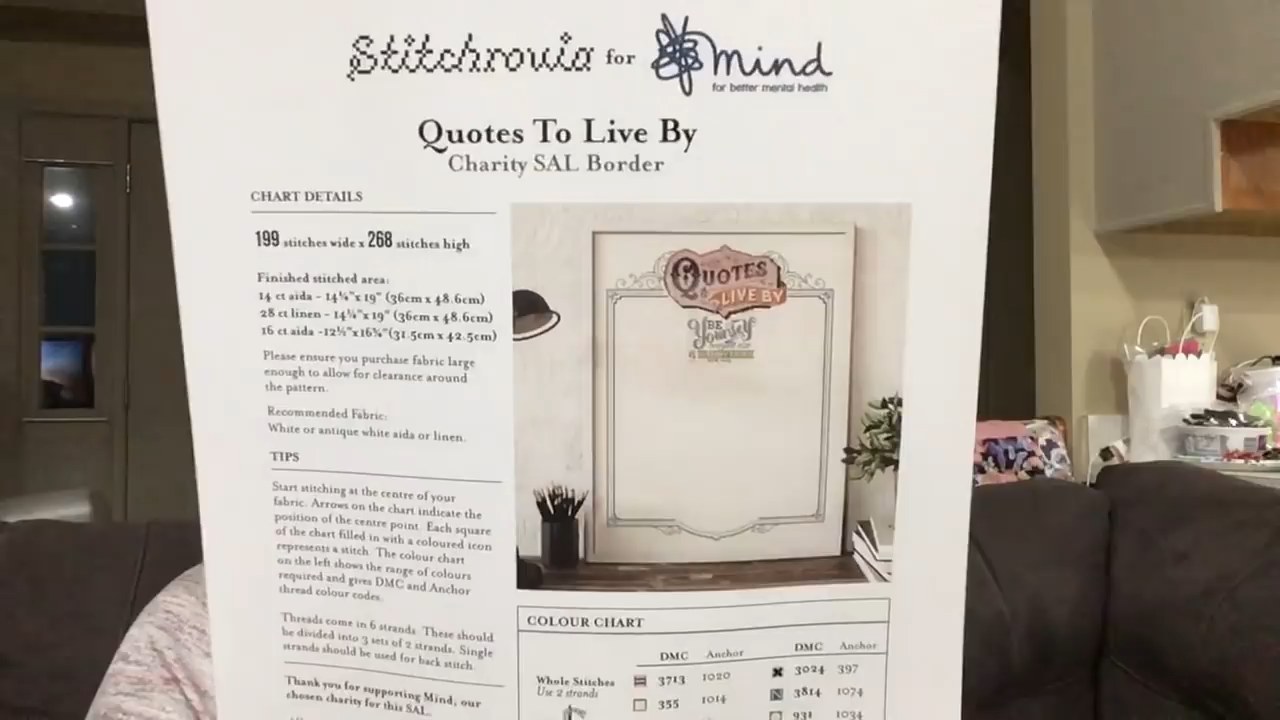 Stitchrovia for mind
for better mental health
Quotes To Live By
Charity SAL Border
CHART DETAILS
199 stitches wide x 268 stitches high
Finished stitched area:
14 ct aida - 14¼"x 19" (36cm x 48.6cm)
28 ct linen - 14¼"x 19" (36cm x 48.6cm)
16 ct aida -12½"x16¾"(31.5cm x 42.5cm)
Please ensure you purchase fabric large
enough to allow for clearance around
the pattern.
Recommended Fabric:
White or antique white aida or linen.
TIPS
Start stitching at the centre of your
fabric. Arrows on the chart indicate the
position of the centre point. Each square
of the chart filled in with a coloured icon
represents a stitch. The colour chart
on the left shows the range of colours
required and gives DMC and Anchor
thread colour codes.
Threads come in 6 strands. These should
be divided into 3 sets of 2 strands. Single
strands should be used for back stitch.
Thank you for supporting Mind, our
chosen charity for this SAL.
QUOTES
LIVE BY
BE
YOURSELF
COLOUR CHART
DMC Anchor DMC Anchor
Whole Stitches
Use 2 strands
3713 1020 3024 397
355 1014 3814 1074
931 1034